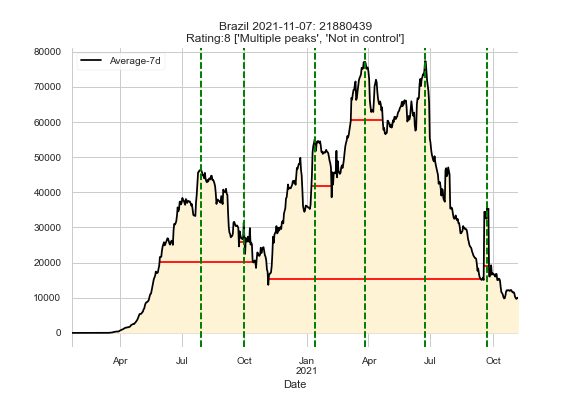 Brazil 2021-11-07: 21880439
Rating:8 ['Multiple peaks', 'Not in control']
Average-7d
80000
70000
60000
50000
40000
30000
20000
10000
0
Apr Jul Oct Jan Apr Jul Oct
2021
Date